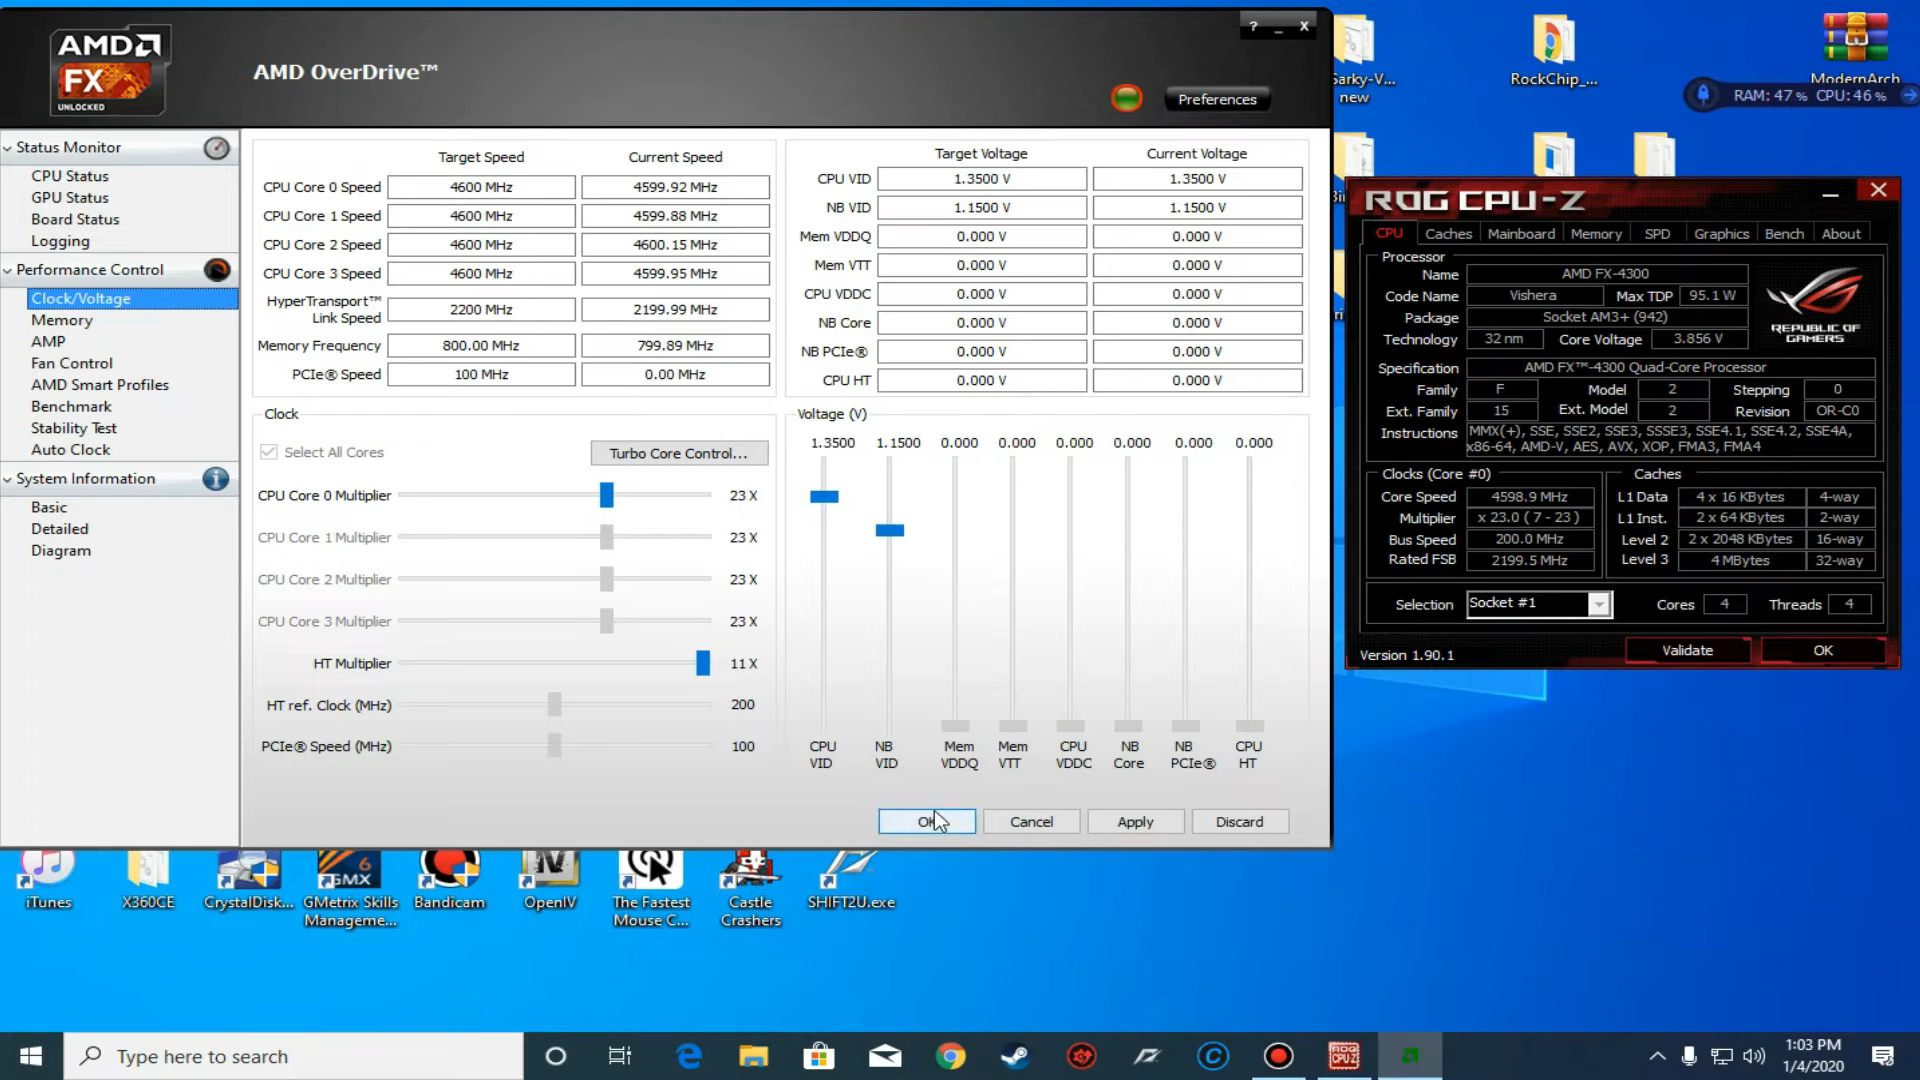 AMD
FX
UNLOCKED
AMD OverDrive™
? _ X
Preferences
Status Monitor
CPU Status
GPU Status
Board Status
Logging
Performance Control
Clock/Voltage
Memory
AMP
Fan Control
AMD Smart Profiles
Benchmark
Stability Test
Auto Clock
System Information
Basic
Detailed
Diagram
Target Speed Current Speed
CPU Core 0 Speed 4600 MHz 4599.92 MHz
CPU Core 1 Speed 4600 MHz 4599.88 MHz
CPU Core 2 Speed 4600 MHz 4600.15 MHz
CPU Core 3 Speed 4600 MHz 4599.95 MHz
HyperTransport™
Link Speed 2200 MHz 2199.99 MHz
Memory Frequency 800.00 MHz 799.89 MHz
PCIe® Speed 100 MHz 0.00 MHz
Target Voltage Current Voltage
CPU VID 1.3500 V 1.3500 V
NB VID 1.1500 V 1.1500 V
Mem VDDQ 0.000 V 0.000 V
Mem VTT 0.000 V 0.000 V
CPU VDDC 0.000 V 0.000 V
NB Core 0.000 V 0.000 V
NB PCIe® 0.000 V 0.000 V
CPU HT 0.000 V 0.000 V
Clock
Select All Cores Turbo Core Control...
CPU Core 0 Multiplier 23 X
CPU Core 1 Multiplier 23 X
CPU Core 2 Multiplier 23 X
CPU Core 3 Multiplier 23 X
HT Multiplier 11 X
HT ref. Clock (MHz) 200
PCIe® Speed (MHz) 100
Voltage (V)
1.3500 1.1500 0.000 0.000 0.000 0.000 0.000 0.000
CPU NB Mem Mem CPU NB NB CPU
VID VID VDDQ VTT VDDC Core PCIe® HT
OK Cancel Apply Discard
new
RockChip_...
ModernArch
RAM: 47 % CPU: 46 %
ROG CPU-Z
CPU Caches Mainboard Memory SPD Graphics Bench About
Processor
Name AMD FX-4300
Code Name Vishera Max TDP 95.1 W
Package Socket AM3+ (942)
Technology 32 nm Core Voltage 3.856 V
REPUBLIC OF
GAMERS
Specification AMD FX™-4300 Quad-Core Processor
Family F Model 2 Stepping 0
Ext. Family 15 Ext. Model 2 Revision OR-C0
Instructions MMX(+), SSE, SSE2, SSE3, SSSE3, SSE4.1, SSE4.2, SSE4A,
x86-64, AMD-V, AES, AVX, XOP, FMA3, FMA4
Clocks (Core #0)
Core Speed 4598.9 MHz
Multiplier x 23.0 ( 7 - 23 )
Bus Speed 200.0 MHz
Rated FSB 2199.5 MHz
Caches
L1 Data 4 x 16 KBytes 4-way
L1 Inst. 2 x 64 KBytes 2-way
Level 2 2 x 2048 KBytes 16-way
Level 3 4 MBytes 32-way
Selection Socket #1 Cores 4 Threads 4
Version 1.90.1 Validate OK
iTunes
X360CE
CrystalDisk...
6
GMX
GMetrix Skills
Manageme...
Bandicam
OpenIV
The Fastest
Mouse C...
Castle
Crashers
SHIFT2U.exe
Type here to search
ROG
CPU-Z
1:03 PM
1/4/2020